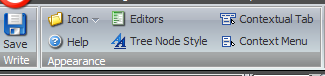 Icon Editors Contextual Tab
Save Help Tree Node Style Context Menu
Write Appearance